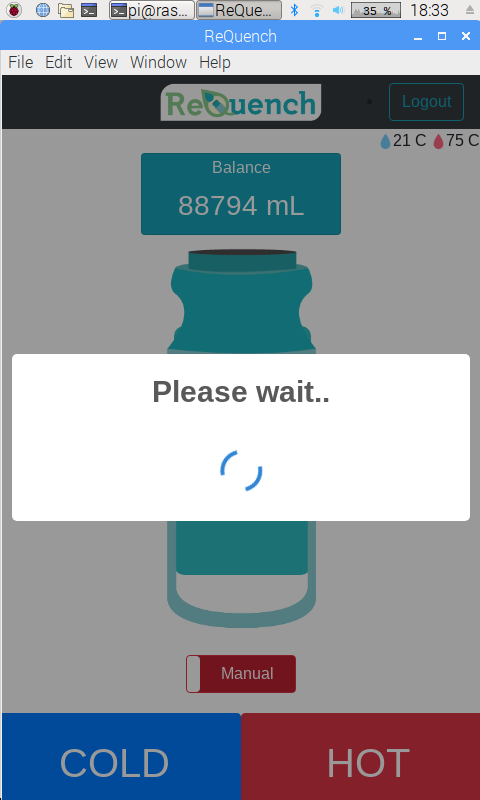 pi@ras... ReQue... 35 % 18:33
ReQuench
File Edit View Window Help
ReQuench Logout
21 C 75 C
Balance
88794 mL
Please wait..
Manual
COLD HOT